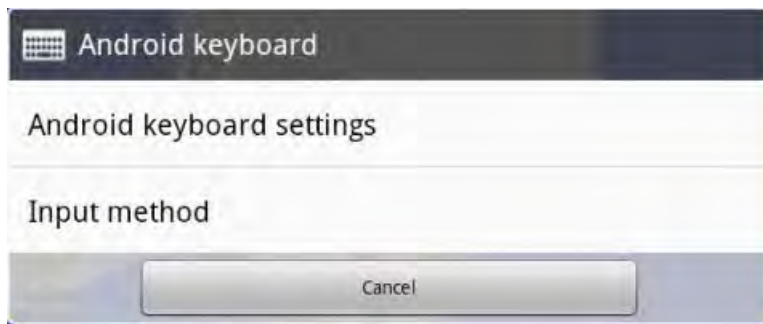 Android keyboard
Android keyboard settings
Input method
Cancel